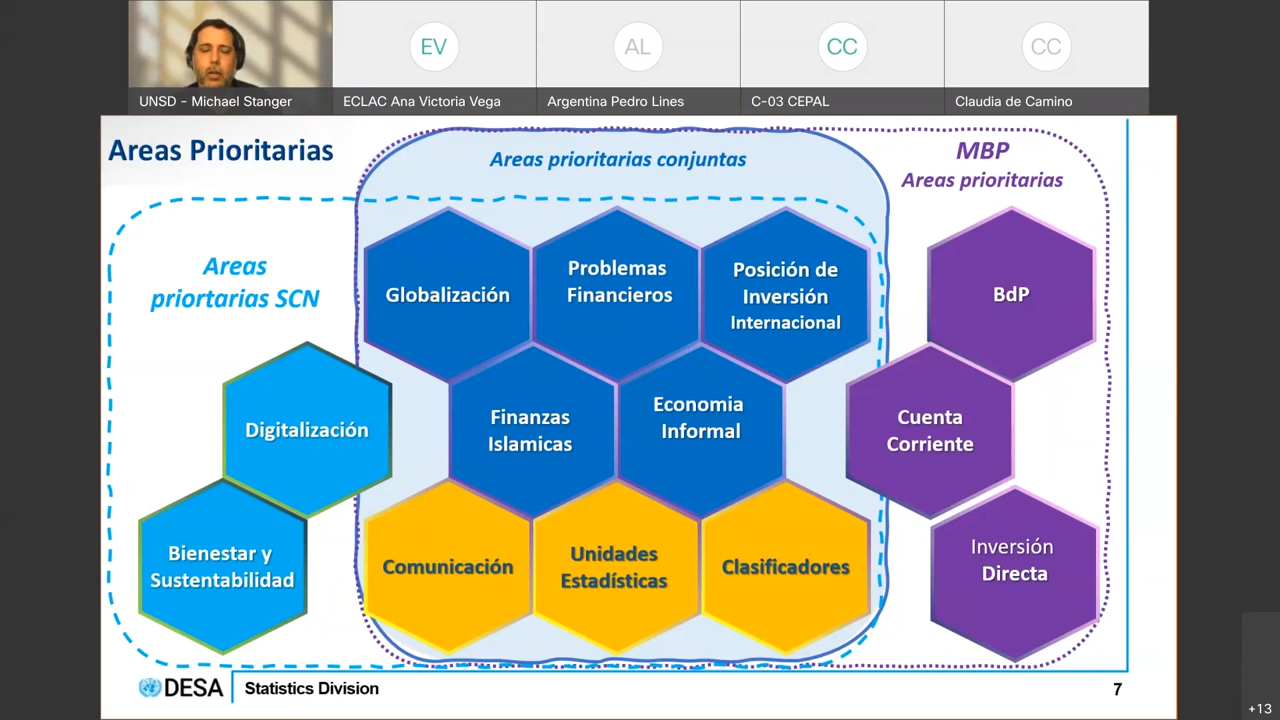 EV
AL
CC
CC
UNSD - Michael Stanger
ECLAC Ana Victoria Vega
Argentina Pedro Lines
C-03 CEPAL
Claudia de Camino
Areas Prioritarias
Areas prioritarias conjuntas
MBP
Areas prioritarias
Areas
priortarias SCN
Globalización
Problemas
Financieros
Posición de
Inversión
Internacional
BdP
Digitalización
Finanzas
Islamicas
Economia
Informal
Cuenta
Corriente
Bienestar y
Sustentabilidad
Comunicación
Unidades
Estadísticas
Clasificadores
Inversión
Directa
DESA
Statistics Division
7
+13